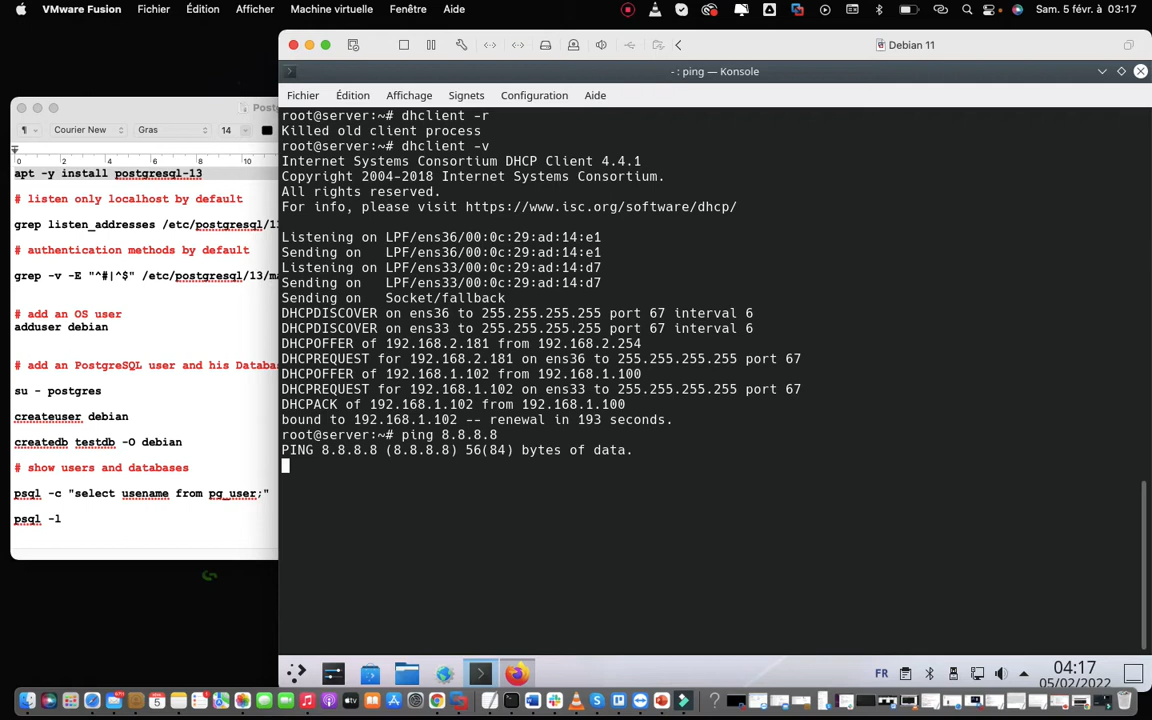 VMware Fusion Fichier Édition Afficher Machine virtuelle Fenêtre Aide Sam. 5 févr. à 03:17
Debian 11
- : ping — Konsole
Fichier Édition Affichage Signets Configuration Aide
Post
¶ Courier New Gras 14
0 2 4 6 8 10
apt -y install postgresql-13
# listen only localhost by default
grep listen_addresses /etc/postgresql/13
# authentication methods by default
grep -v -E "^#|^$" /etc/postgresql/13/ma
# add an OS user
adduser debian
# add an PostgreSQL user and his Databas
su - postgres
createuser debian
createdb testdb -O debian
# show users and databases
psql -c "select usename from pg_user;"
psql -l
root@server:~# dhclient -r
Killed old client process
root@server:~# dhclient -v
Internet Systems Consortium DHCP Client 4.4.1
Copyright 2004-2018 Internet Systems Consortium.
All rights reserved.
For info, please visit https://www.isc.org/software/dhcp/
Listening on LPF/ens36/00:0c:29:ad:14:e1
Sending on   LPF/ens36/00:0c:29:ad:14:e1
Listening on LPF/ens33/00:0c:29:ad:14:d7
Sending on   LPF/ens33/00:0c:29:ad:14:d7
Sending on   Socket/fallback
DHCPDISCOVER on ens36 to 255.255.255.255 port 67 interval 6
DHCPDISCOVER on ens33 to 255.255.255.255 port 67 interval 6
DHCPOFFER of 192.168.2.181 from 192.168.2.254
DHCPREQUEST for 192.168.2.181 on ens36 to 255.255.255.255 port 67
DHCPOFFER of 192.168.1.102 from 192.168.1.100
DHCPREQUEST for 192.168.1.102 on ens33 to 255.255.255.255 port 67
DHCPACK of 192.168.1.102 from 192.168.1.100
bound to 192.168.1.102 -- renewal in 193 seconds.
root@server:~# ping 8.8.8.8
PING 8.8.8.8 (8.8.8.8) 56(84) bytes of data.
FR 04:17
05/02/2022